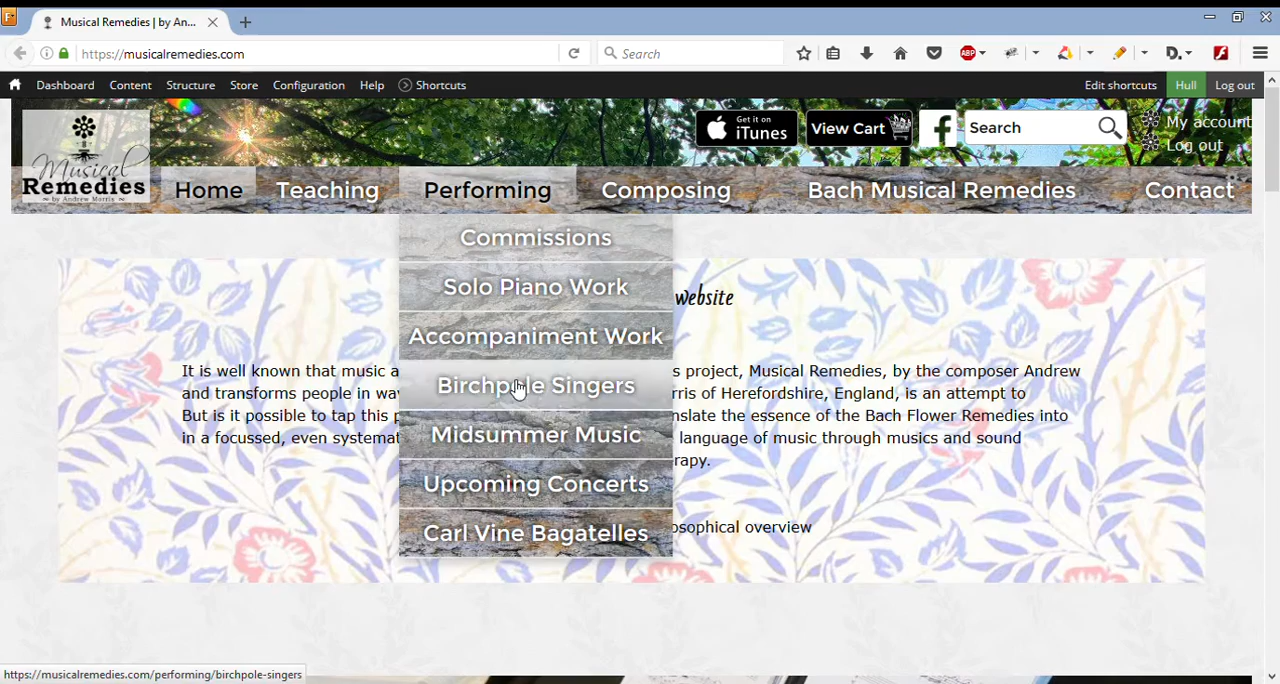 Musical Remedies | by An...
https://musicalremedies.com
Search
ABP
D.
Dashboard Content Structure Store Configuration Help Shortcuts
Edit shortcuts Hull Log out
Musical
Remedies
~ by Andrew Morris ~
Get it on
iTunes
View Cart
f
Search
My account
Log out
Home Teaching Performing Composing Bach Musical Remedies Contact
Commissions
Solo Piano Work
Accompaniment Work
Birchpole Singers
Midsummer Music
Upcoming Concerts
Carl Vine Bagatelles
website
It is well known that music a
and transforms people in wa
But is it possible to tap this p
in a focussed, even systemat
s project, Musical Remedies, by the composer Andrew
rris of Herefordshire, England, is an attempt to
nslate the essence of the Bach Flower Remedies into
language of music through musics and sound
rapy.
osophical overview
https://musicalremedies.com/performing/birchpole-singers